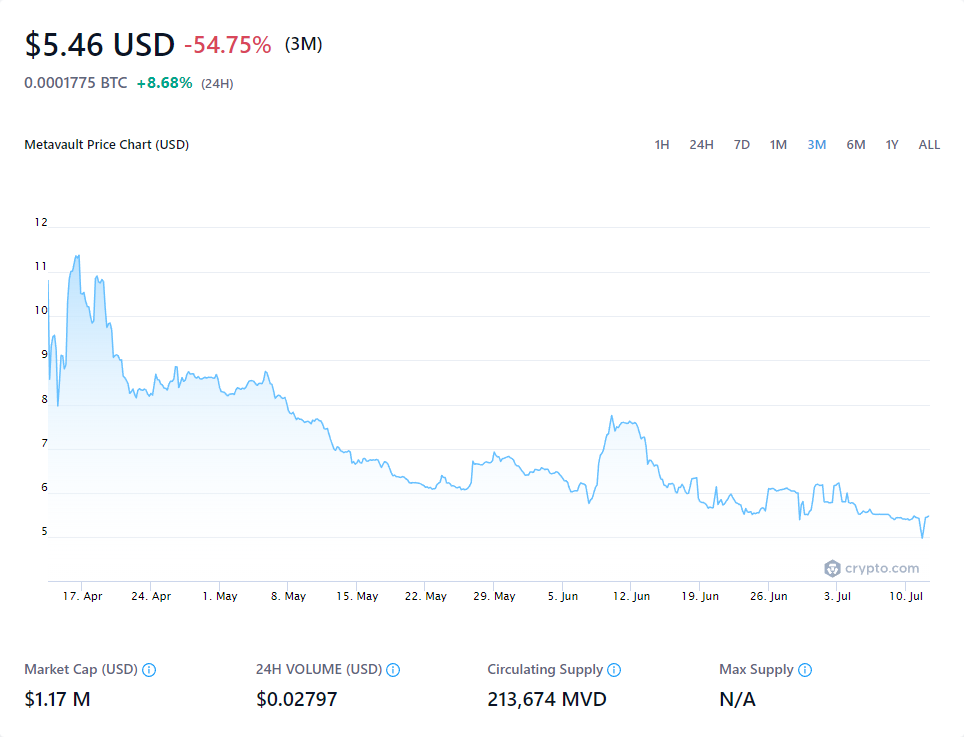 $5.46 USD -54.75% (3M)
0.0001775 BTC +8.68% (24H)
Metavault Price Chart (USD) 1H 24H 7D 1M 3M 6M 1Y ALL
12
11
10
9
8
7
6
5
crypto.com
17. Apr 24. Apr 1. May 8. May 15. May 22. May 29. May 5. Jun 12. Jun 19. Jun 26. Jun 3. Jul 10. Jul
Market Cap (USD) 24H VOLUME (USD) Circulating Supply Max Supply
$1.17 M $0.02797 213,674 MVD N/A